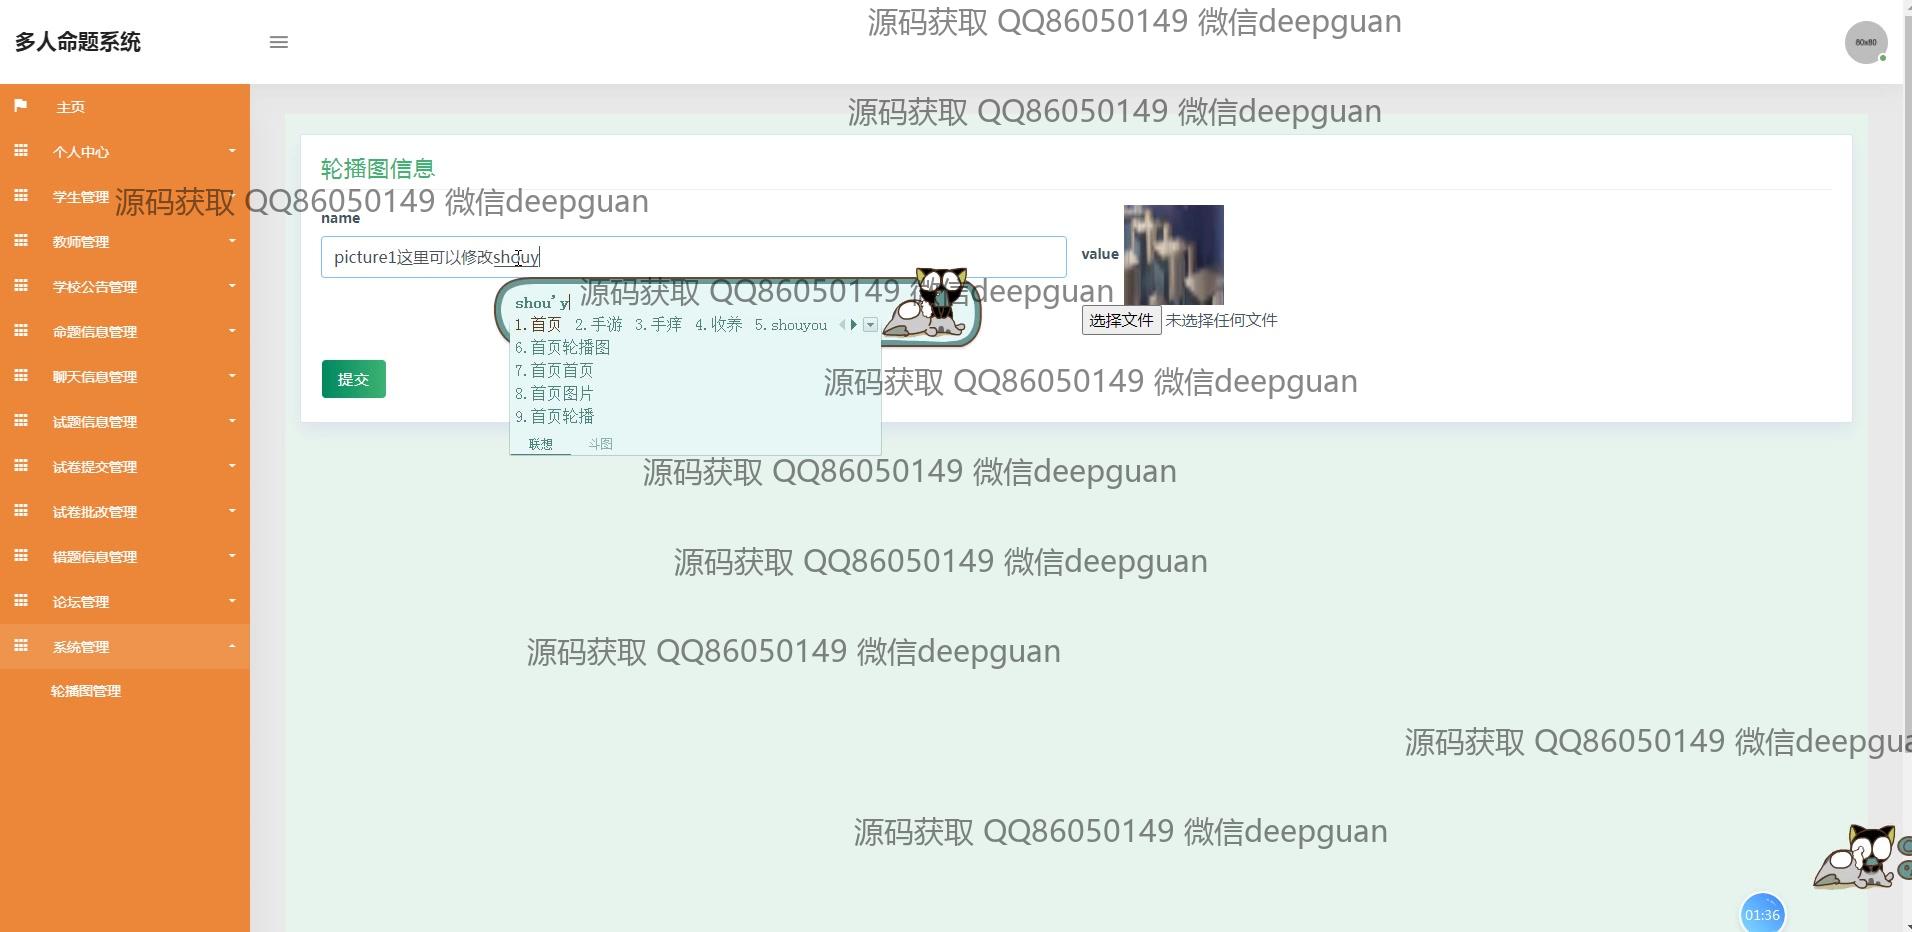 源码获取 QQ86050149 微信deepguan
多人命题系统
60x60
主页
源码获取 QQ86050149 微信deepguan
个人中心
轮播图信息
学生管理
源码获取 QQ86050149 微信deepguan
name
教师管理
picture1这里可以修改shouy
value
学校公告管理
源码获取 QQ86050149 微信deepguan
shou'y
1.首页 2.手游 3.手痒 4.收养 5.shouyou
选择文件 未选择任何文件
命题信息管理
6.首页轮播图
7.首页首页
8.首页图片
9.首页轮播
联想 斗图
聊天信息管理
提交
源码获取 QQ86050149 微信deepguan
试题信息管理
试卷提交管理
源码获取 QQ86050149 微信deepguan
试卷批改管理
错题信息管理
源码获取 QQ86050149 微信deepguan
论坛管理
系统管理
源码获取 QQ86050149 微信deepguan
轮播图管理
源码获取 QQ86050149 微信deepgua
源码获取 QQ86050149 微信deepguan
01:36